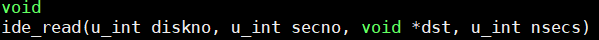 void
ide_read(u_int diskno, u_int secno, void *dst, u_int nsecs)